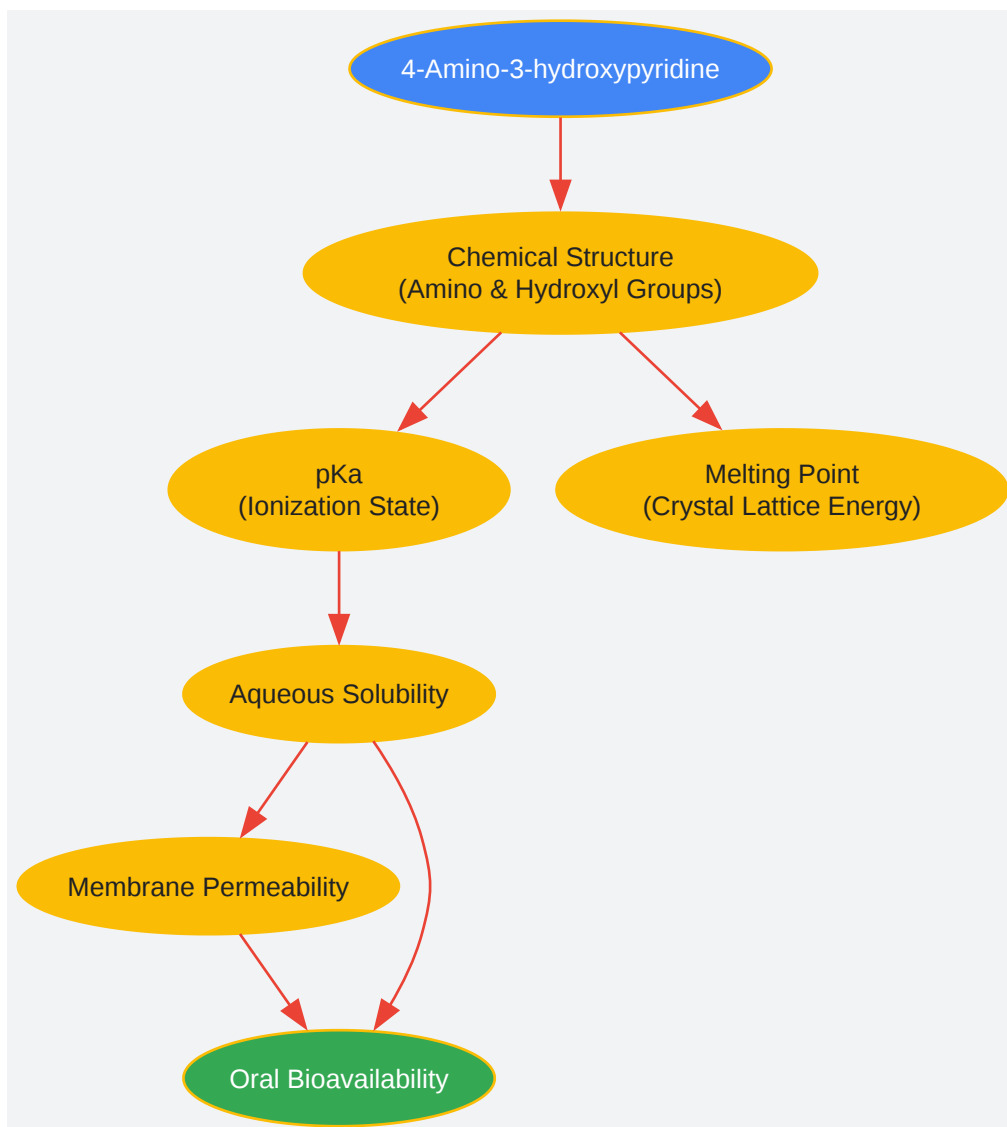 4-Amino-3-hydroxypyridine
Chemical Structure
(Amino & Hydroxyl Groups)
pKa
(Ionization State)
Melting Point
(Crystal Lattice Energy)
Aqueous Solubility
Membrane Permeability
Oral Bioavailability